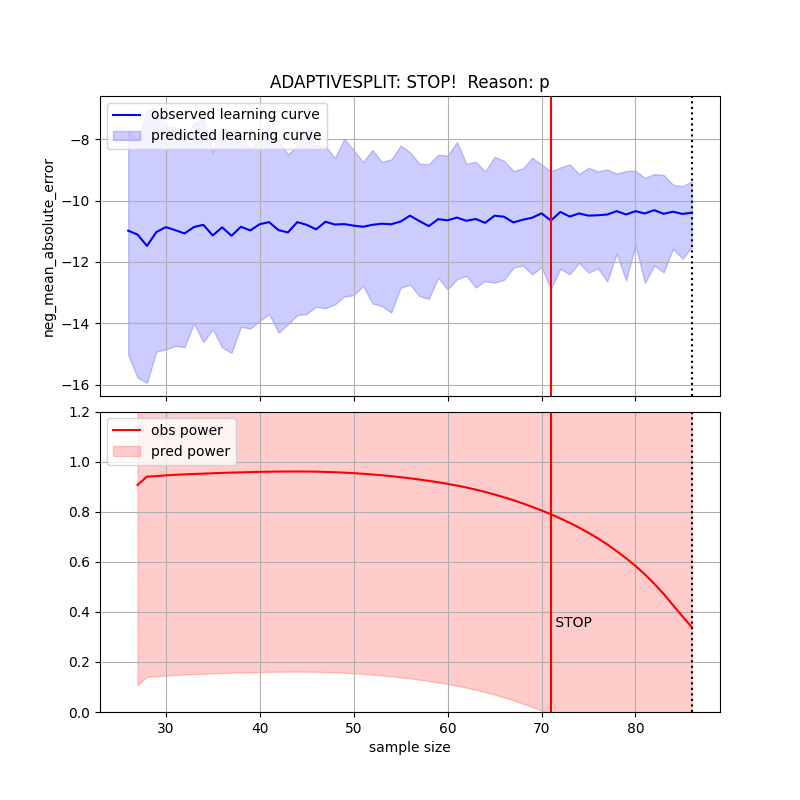 ADAPTIVESPLIT: STOP!  Reason: p
observed learning curve
predicted learning curve
neg_mean_absolute_error
−8
−10
−12
−14
−16
obs power
pred power
1.2
1.0
0.8
0.6
0.4
0.2
0.0
STOP
30 40 50 60 70 80
sample size